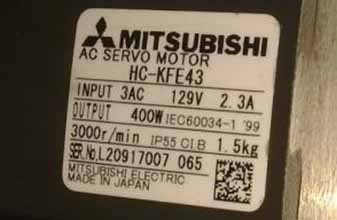 MITSUBISHI
AC SERVO MOTOR
HC-KFE43
INPUT 3AC 129V 2.3A
OUTPUT 400W IEC60034-1 '99
3000r/min IP55 CI.B 1.5kg
SER.No.L20917007 065
MITSUBISHI ELECTRIC
MADE IN JAPAN